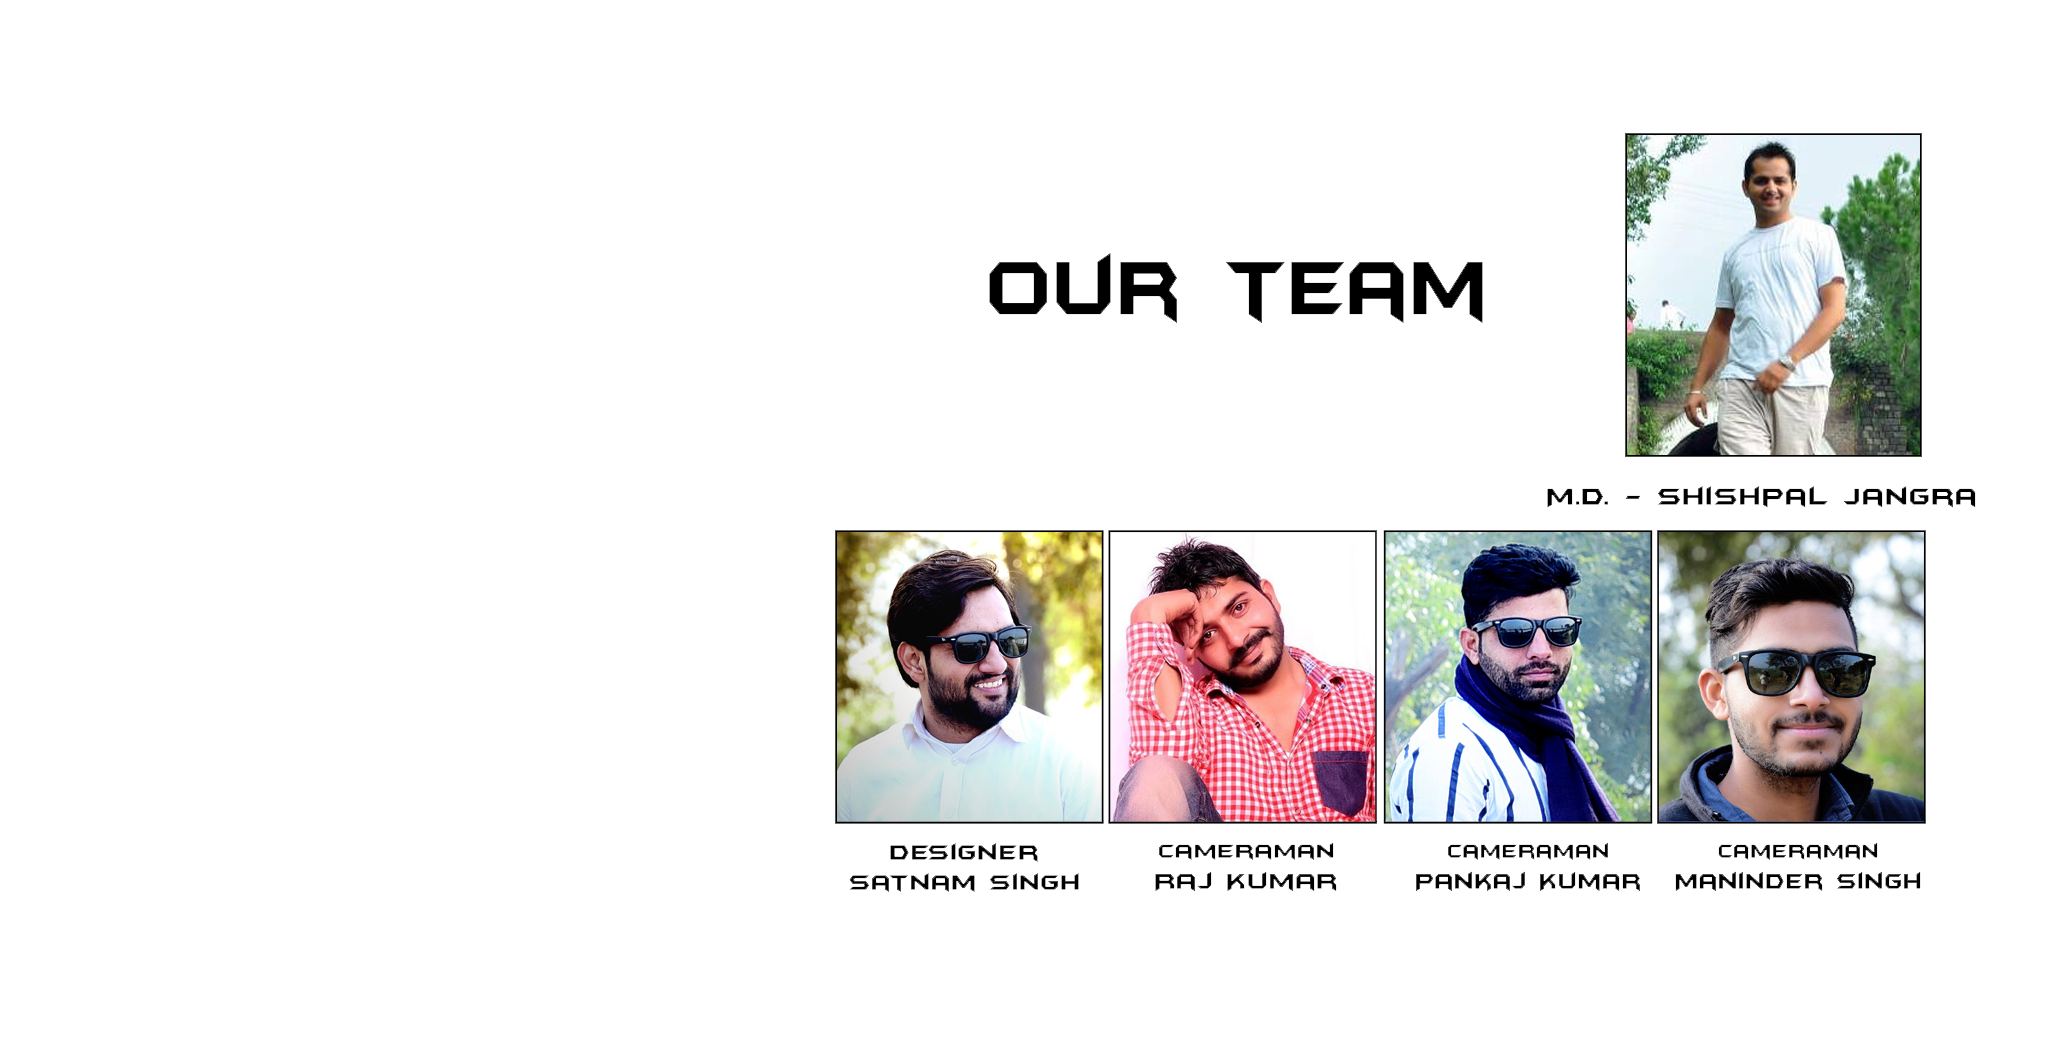 OUR TEAM
M.D. - SHISHPAL JANGRA
DESIGNER
SATNAM SINGH
CAMERAMAN
RAJ KUMAR
CAMERAMAN
PANKAJ KUMAR
CAMERAMAN
MANINDER SINGH